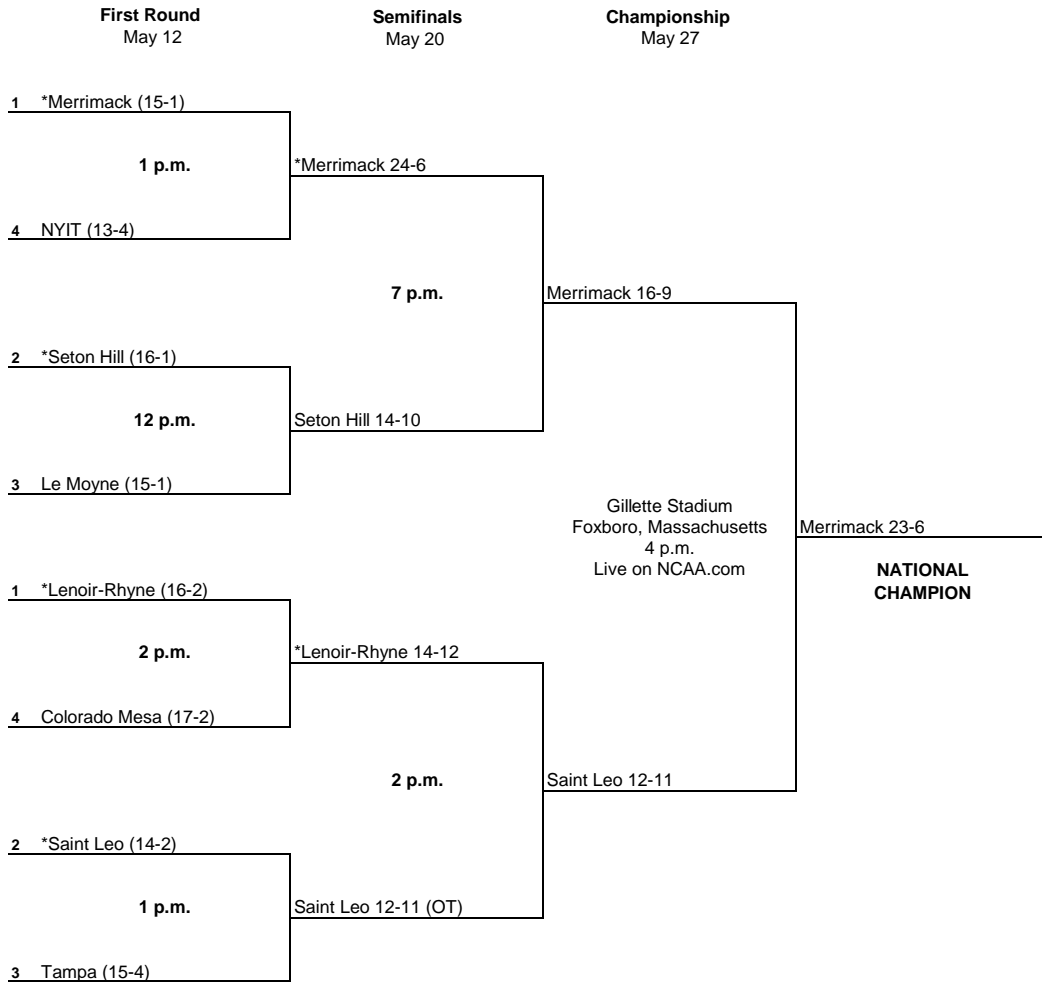 First Round
May 12
Semifinals
May 20
Championship
May 27
1 *Merrimack (15-1)
1 p.m.
*Merrimack 24-6
4 NYIT (13-4)
7 p.m.
Merrimack 16-9
2 *Seton Hill (16-1)
12 p.m.
Seton Hill 14-10
3 Le Moyne (15-1)
Gillette Stadium
Foxboro, Massachusetts
4 p.m.
Live on NCAA.com
Merrimack 23-6
NATIONAL
CHAMPION
1 *Lenoir-Rhyne (16-2)
2 p.m.
*Lenoir-Rhyne 14-12
4 Colorado Mesa (17-2)
2 p.m.
Saint Leo 12-11
2 *Saint Leo (14-2)
1 p.m.
Saint Leo 12-11 (OT)
3 Tampa (15-4)